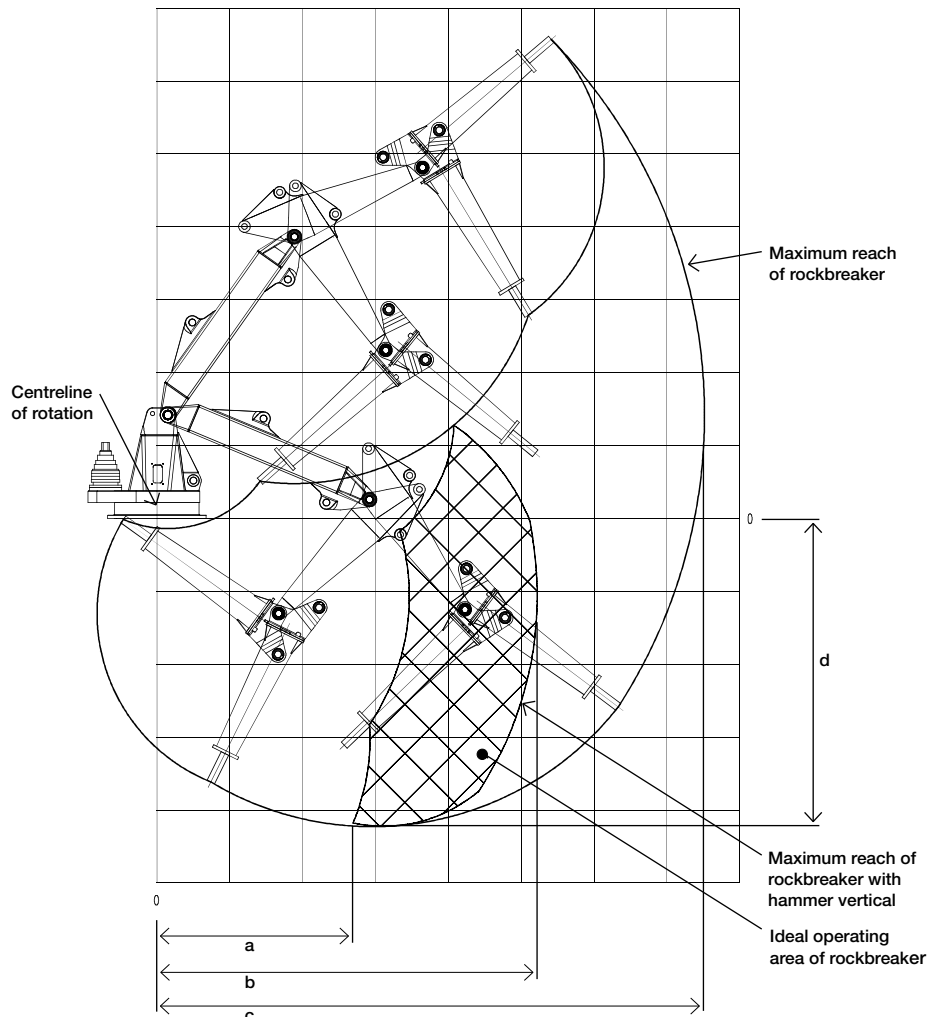 Maximum reach
of rockbreaker
Centreline
of rotation
0
d
Maximum reach of
rockbreaker with
hammer vertical
0
Ideal operating
area of rockbreaker
a
b
c